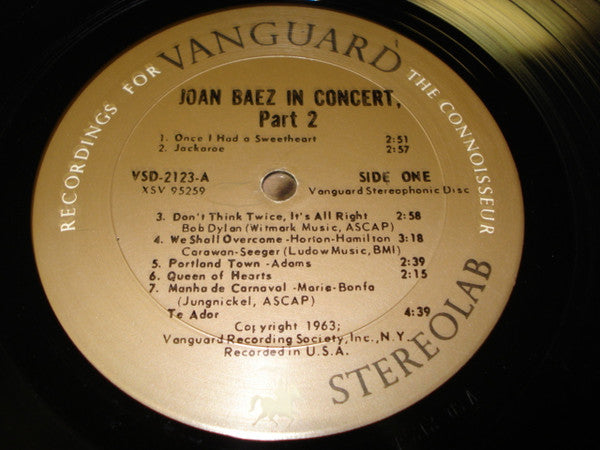 RECORDINGS FOR VANGUARD THE CONNOISSEUR
JOAN BAEZ IN CONCERT,
Part 2
1. Once I Had a Sweetheart 2:51
2. Jackaroe 2:57
VSD-2123-A SIDE ONE
XSV 95259 Vanguard Stereophonic Disc
3. Don't Think Twice, It's All Right 2:58
Bob Dylan (Witmark Music, ASCAP)
4. We Shall Overcome -Horton-Hamilton 3:18
Carawan-Seeger (Ludow Music, BMI)
5. Portland Town -Adams 2:39
6. Queen of Hearts 2:15
7. Manha de Carnaval -Marie-Bonfa
(Jungnickel, ASCAP)
Te Ador 4:39
Copyright 1963;
Vanguard Recording Society, Inc., N.Y.
Recorded in U.S.A.
STEREOLAB